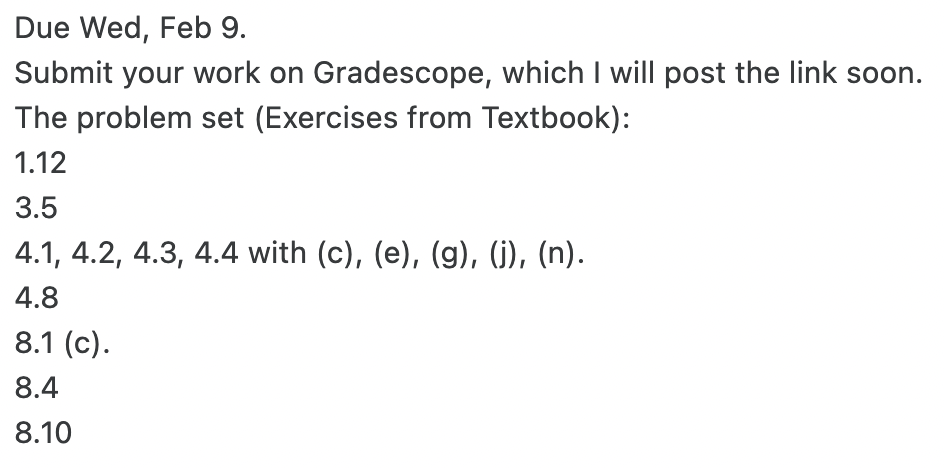 Due Wed, Feb 9.
Submit your work on Gradescope, which I will post the link soon.
The problem set (Exercises from Textbook):
1.12
3.5
4.1, 4.2, 4.3, 4.4 with (c), (e), (g), (j), (n).
4.8
8.1 (c).
8.4
8.10